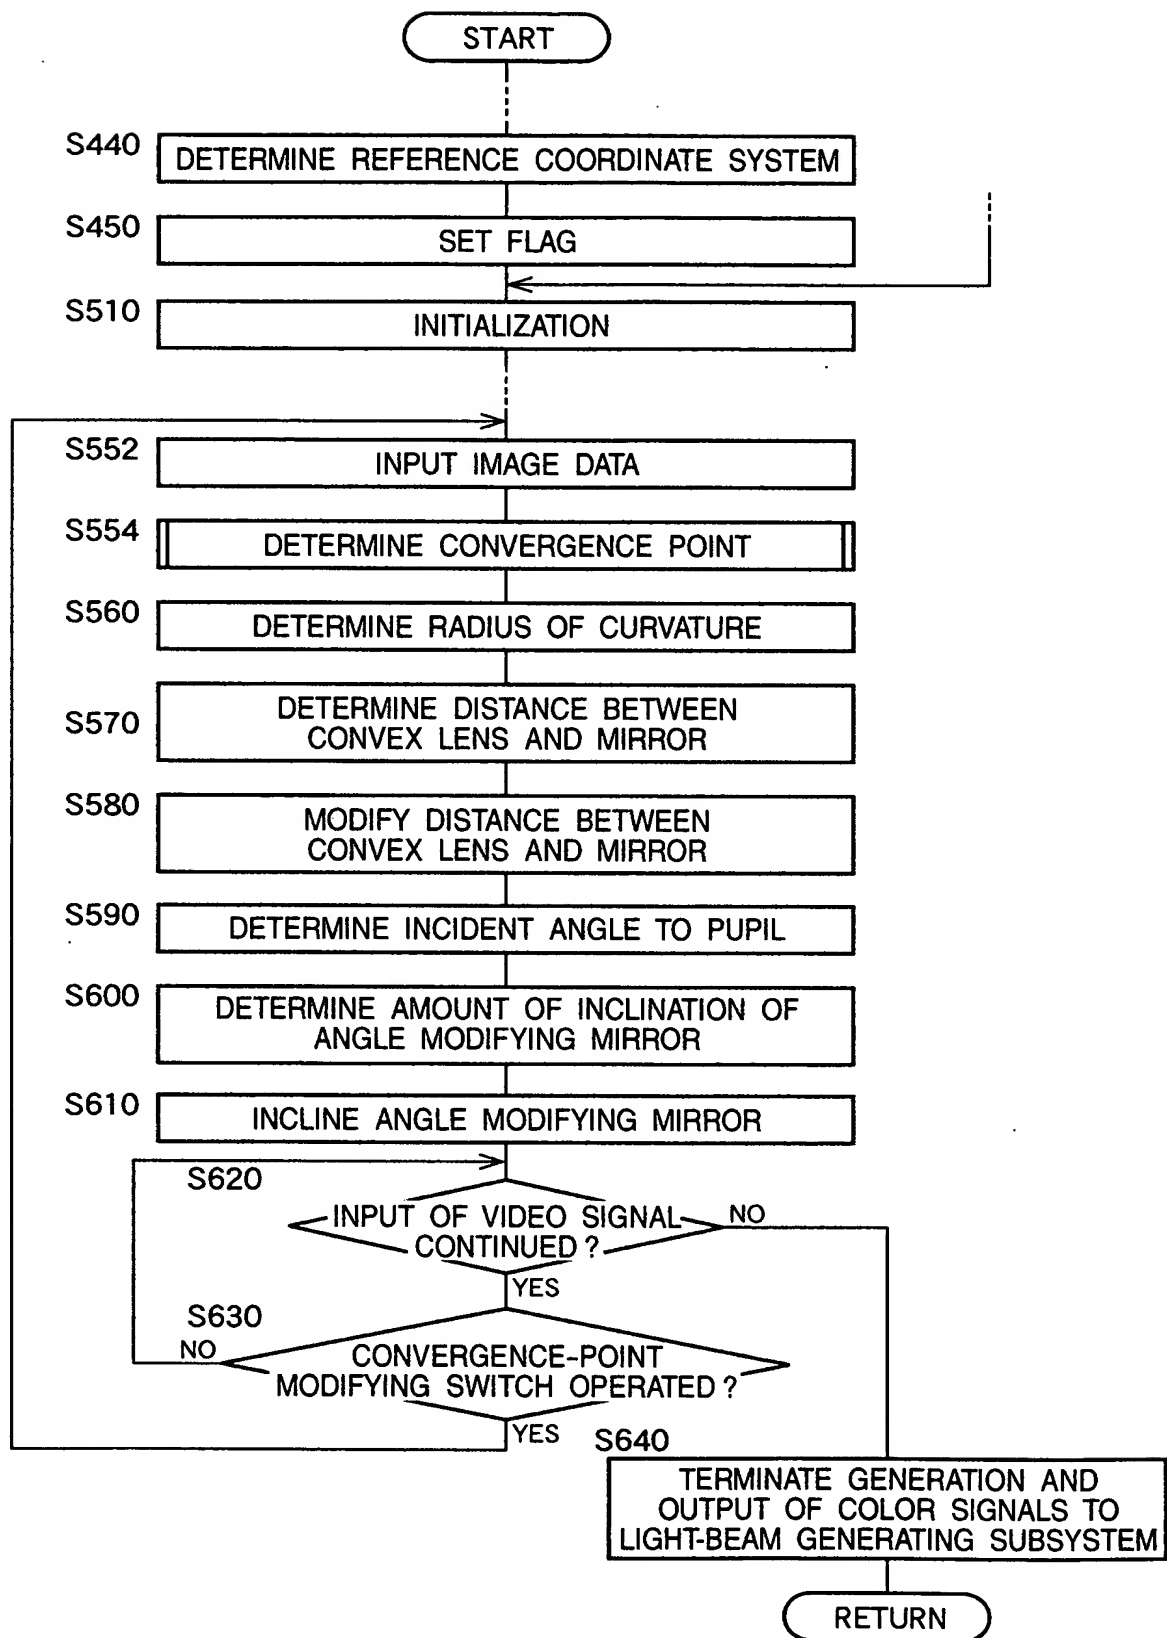 START
S440
DETERMINE REFERENCE COORDINATE SYSTEM
S450
SET FLAG
S510
INITIALIZATION
S552
INPUT IMAGE DATA
S554
DETERMINE CONVERGENCE POINT
S560
DETERMINE RADIUS OF CURVATURE
S570
DETERMINE DISTANCE BETWEEN
CONVEX LENS AND MIRROR
S580
MODIFY DISTANCE BETWEEN
CONVEX LENS AND MIRROR
S590
DETERMINE INCIDENT ANGLE TO PUPIL
S600
DETERMINE AMOUNT OF INCLINATION OF
ANGLE MODIFYING MIRROR
S610
INCLINE ANGLE MODIFYING MIRROR
S620
INPUT OF VIDEO SIGNAL
CONTINUED ?
NO
YES
S630
NO
CONVERGENCE-POINT
MODIFYING SWITCH OPERATED ?
YES
S640
TERMINATE GENERATION AND
OUTPUT OF COLOR SIGNALS TO
LIGHT-BEAM GENERATING SUBSYSTEM
RETURN